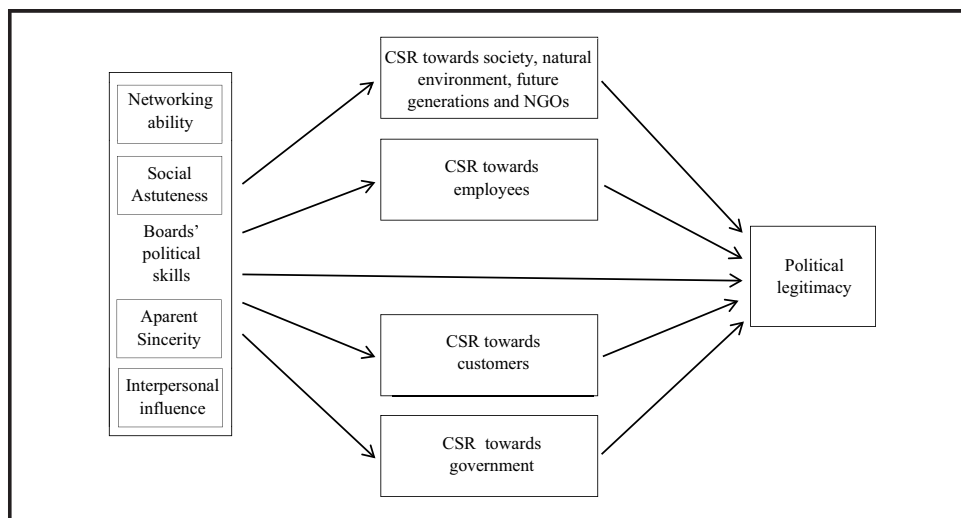 Networking
ability
Social
Astuteness
Boards’
political
skills
Aparent
Sincerity
Interpersonal
influence
CSR towards society, natural
environment, future
generations and NGOs
CSR towards
employees
CSR towards
customers
CSR towards
government
Political
legitimacy